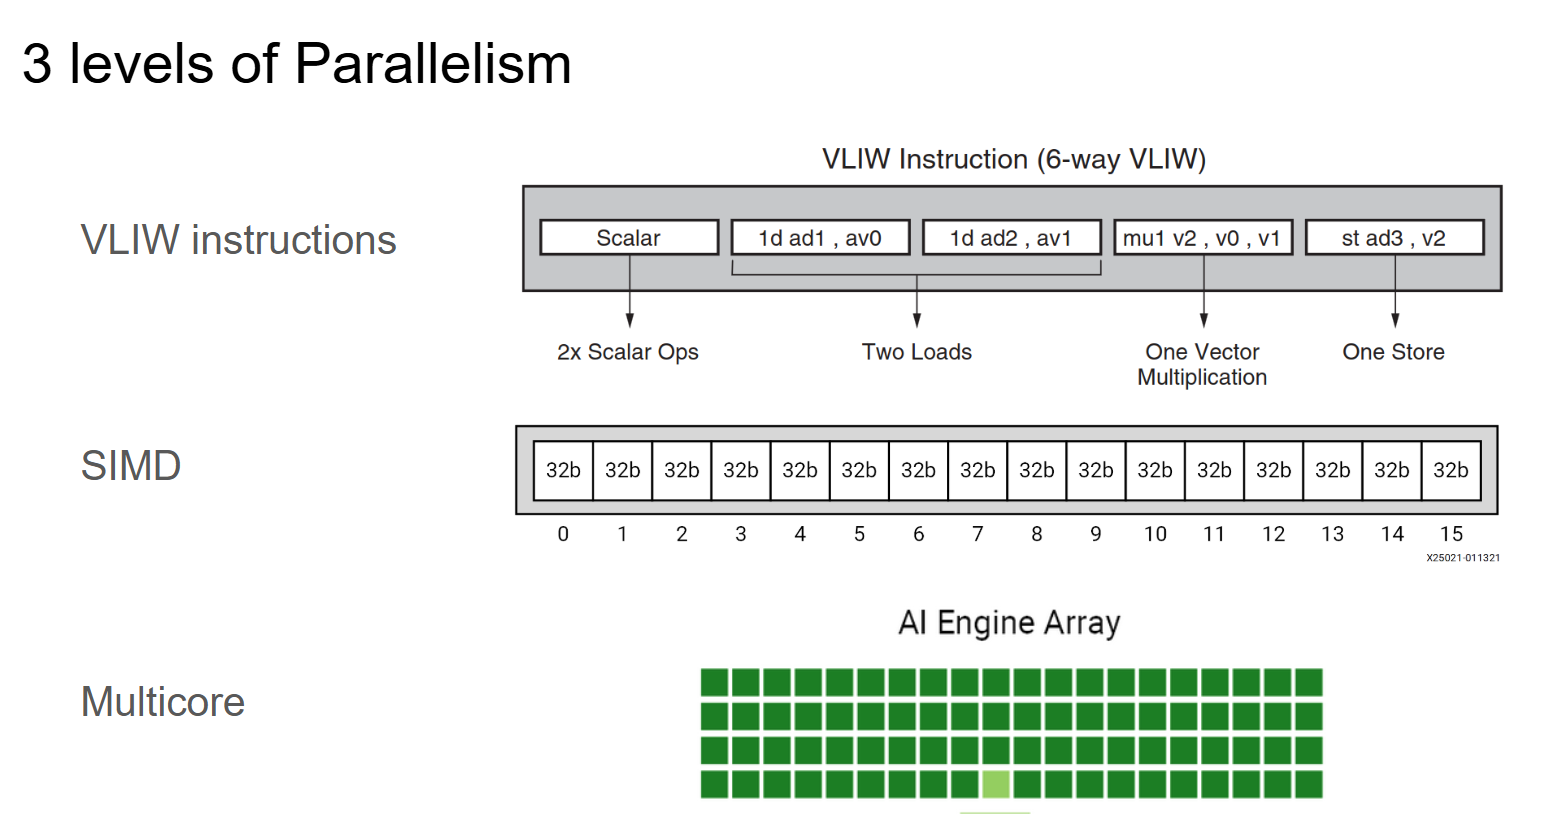 3 levels of Parallelism
VLIW Instruction (6-way VLIW)
VLIW instructions
Scalar
1d ad1 , av0
1d ad2 , av1
mu1 v2 , v0 , v1
st ad3 , v2
2x Scalar Ops
Two Loads
One Vector
Multiplication
One Store
SIMD
32b 32b 32b 32b 32b 32b 32b 32b 32b 32b 32b 32b 32b 32b 32b 32b
0 1 2 3 4 5 6 7 8 9 10 11 12 13 14 15
X25021-011321
AI Engine Array
Multicore